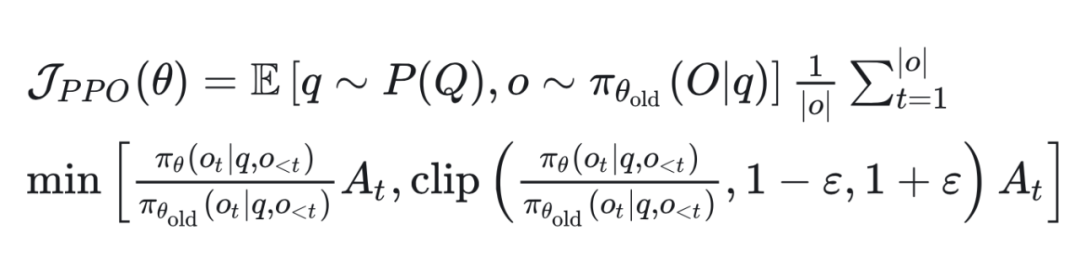 𝒥_{PPO}(θ) = 𝔼 [q ∼ P(Q), o ∼ π_{θ_{old}}(O|q)] \frac{1}{|o|} ∑_{t=1}^{|o|}
min [ \frac{π_θ(o_t|q,o_{<t})}{π_{θ_{old}}(o_t|q,o_{<t})} A_t, clip ( \frac{π_θ(o_t|q,o_{<t})}{π_{θ_{old}}(o_t|q,o_{<t})}, 1 − ε, 1 + ε ) A_t ]